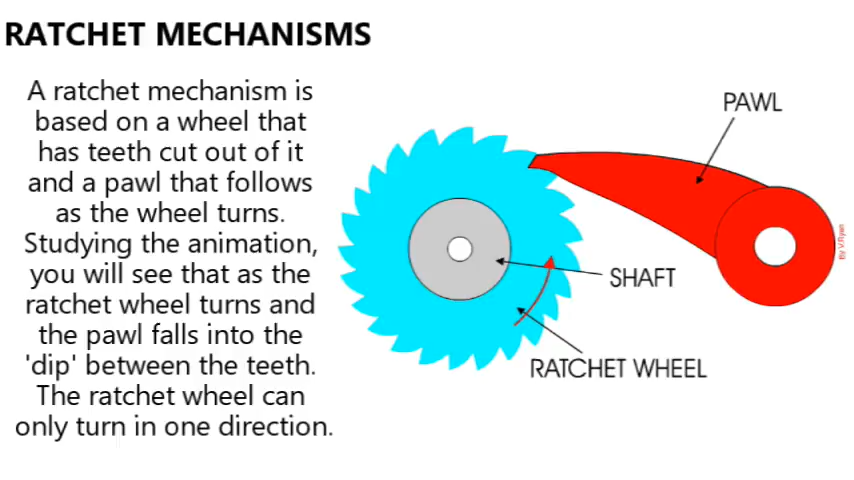 RATCHET MECHANISMS
A ratchet mechanism is
based on a wheel that
has teeth cut out of it
and a pawl that follows
as the wheel turns.
Studying the animation,
you will see that as the
ratchet wheel turns and
the pawl falls into the
'dip' between the teeth.
The ratchet wheel can
only turn in one direction.
PAWL
SHAFT
RATCHET WHEEL
By V.Ryan